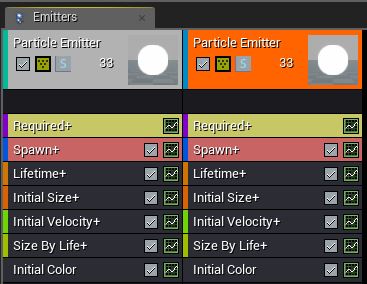 Emitters
Particle Emitter
S 33
Required+
Spawn+
Lifetime+
Initial Size+
Initial Velocity+
Size By Life+
Initial Color
Particle Emitter
S 33
Required+
Spawn+
Lifetime+
Initial Size+
Initial Velocity+
Size By Life+
Initial Color